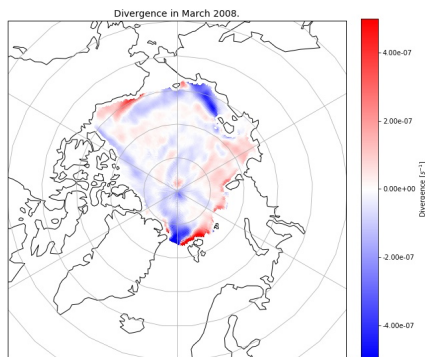 Divergence in March 2008.
4.00e-07
2.00e-07
0.00e+00
-2.00e-07
-4.00e-07
Divergence [s⁻¹]